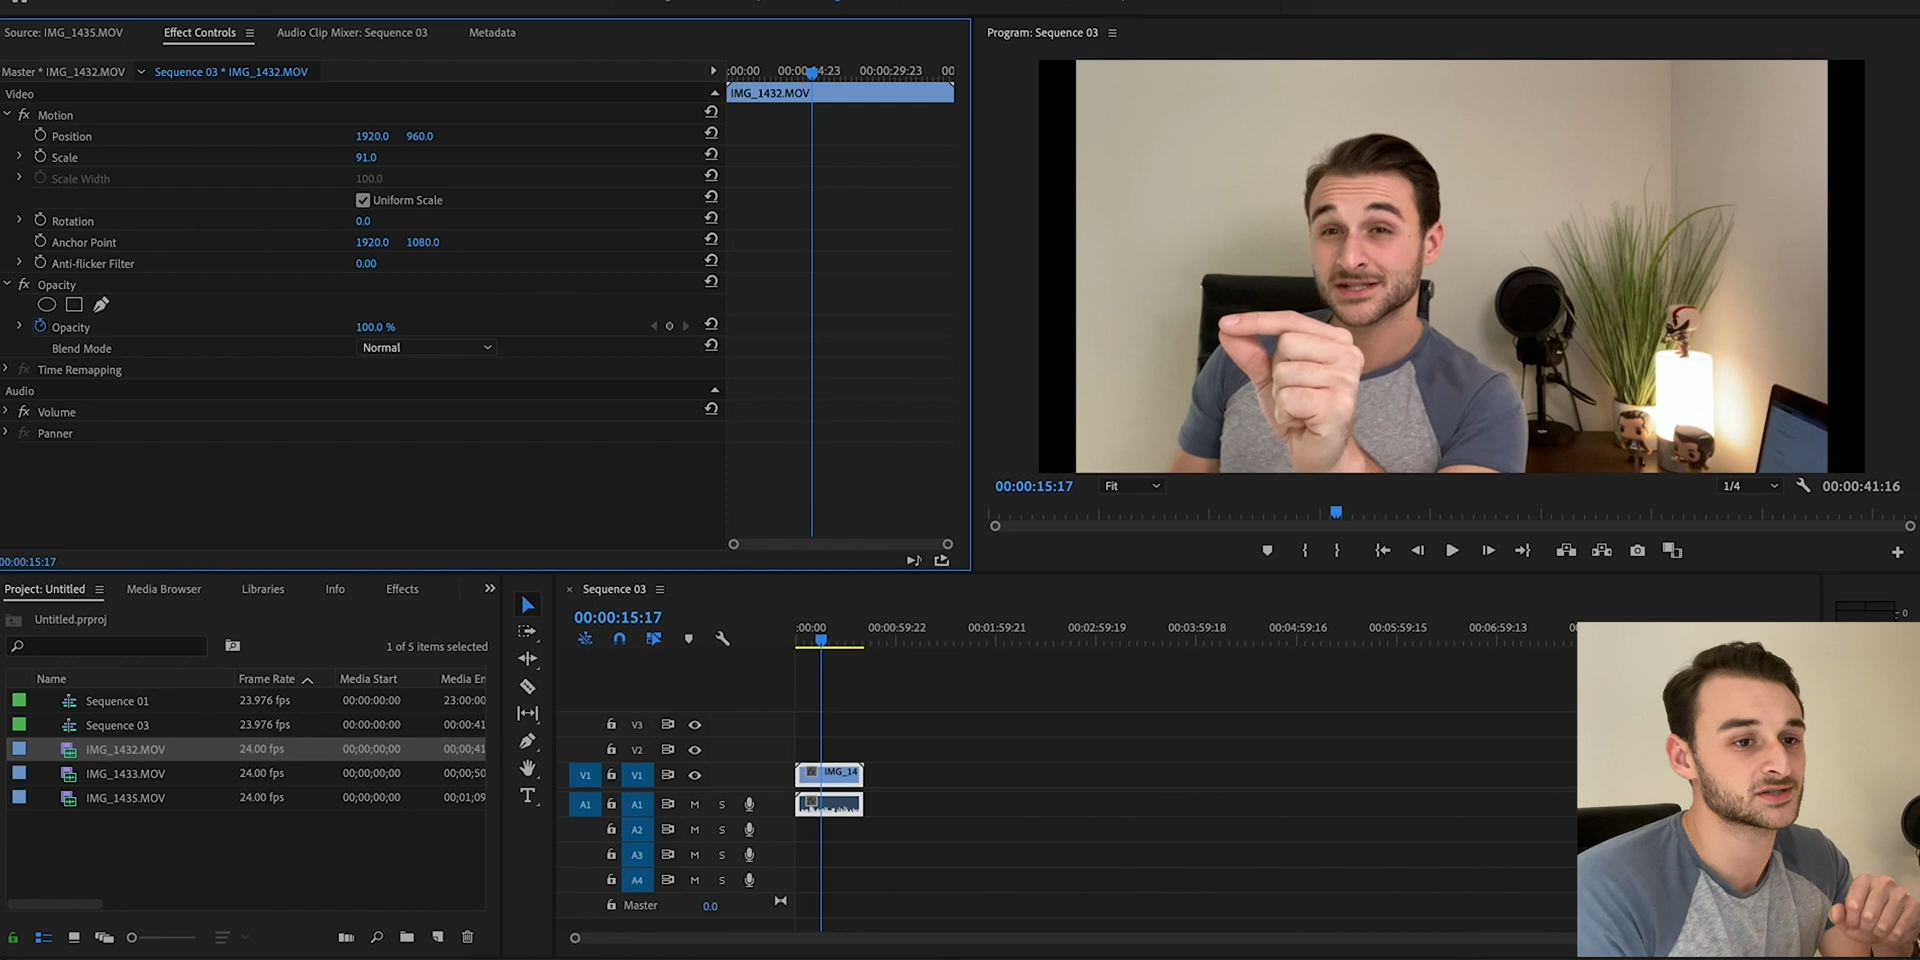 Source: IMG_1435.MOV
Effect Controls
Audio Clip Mixer: Sequence 03
Metadata
Master * IMG_1432.MOV
Sequence 03 * IMG_1432.MOV
:00:00
00:00:29:23
00
Video
IMG_1432.MOV
fx Motion
Position 1920.0 960.0
Scale 91.0
Scale Width 100.0
Uniform Scale
Rotation 0.0
Anchor Point 1920.0 1080.0
Anti-flicker Filter 0.00
fx Opacity
Opacity 100.0 %
Blend Mode Normal
fx Time Remapping
Audio
fx Volume
fx Panner
00:00:15:17
Program: Sequence 03
00:00:15:17
Fit
1/4
00:00:41:16
Project: Untitled
Media Browser
Libraries
Info
Effects
Untitled.prproj
1 of 5 items selected
Name Frame Rate Media Start Media En
Sequence 01 23.976 fps 00:00:00:00 23:00:00
Sequence 03 23.976 fps 00:00:00:00 00:00:41
IMG_1432.MOV 24.00 fps 00;00;00;00 00;00;41
IMG_1433.MOV 24.00 fps 00;00;00;00 00;00;50
IMG_1435.MOV 24.00 fps 00;00;00;00 00;01;09
T
× Sequence 03
00:00:15:17
:00:00 00:00:59:22 00:01:59:21 00:02:59:19 00:03:59:18 00:04:59:16 00:05:59:15 00:06:59:13
0
V3
V2
V1 V1
fx IMG_14
A1 A1 M S
A2 M S
A3 M S
A4 M S
Master 0.0